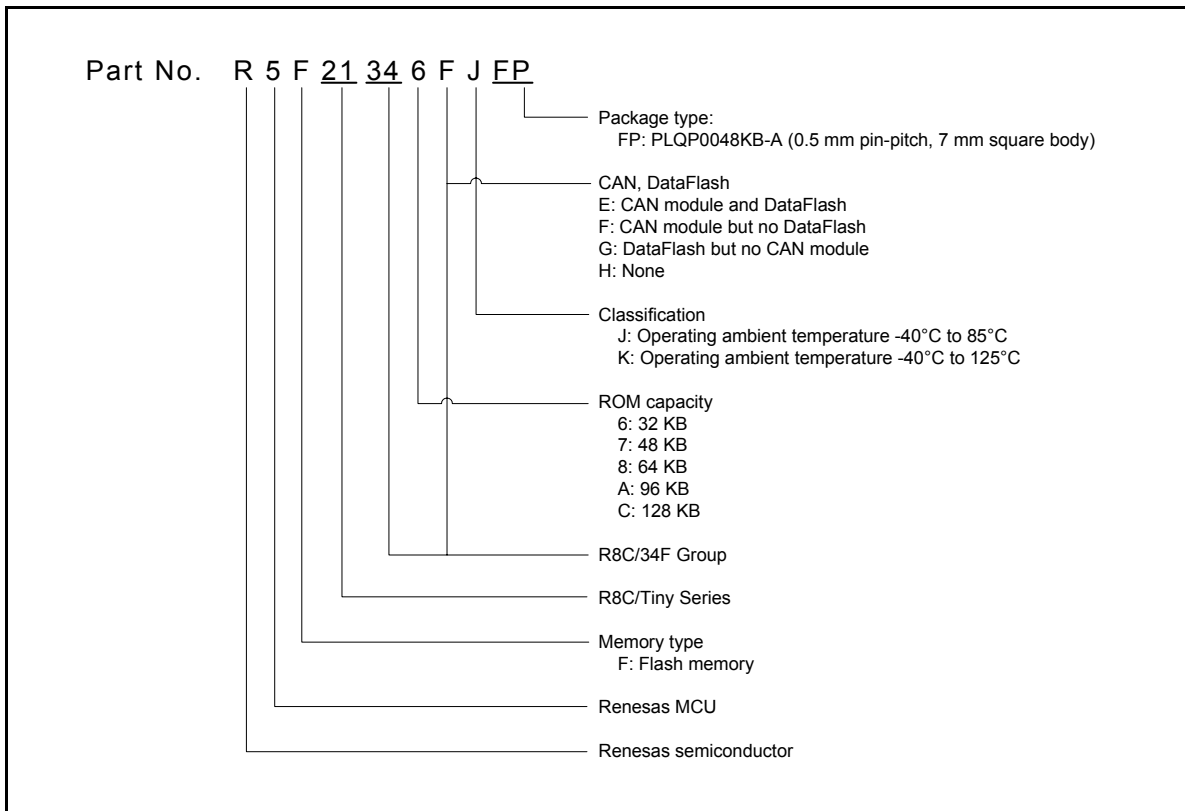 Part No. R 5 F 21 34 6 F J FP
Package type:
FP: PLQP0048KB-A (0.5 mm pin-pitch, 7 mm square body)
CAN, DataFlash
E: CAN module and DataFlash
F: CAN module but no DataFlash
G: DataFlash but no CAN module
H: None
Classification
J: Operating ambient temperature -40°C to 85°C
K: Operating ambient temperature -40°C to 125°C
ROM capacity
6: 32 KB
7: 48 KB
8: 64 KB
A: 96 KB
C: 128 KB
R8C/34F Group
R8C/Tiny Series
Memory type
F: Flash memory
Renesas MCU
Renesas semiconductor